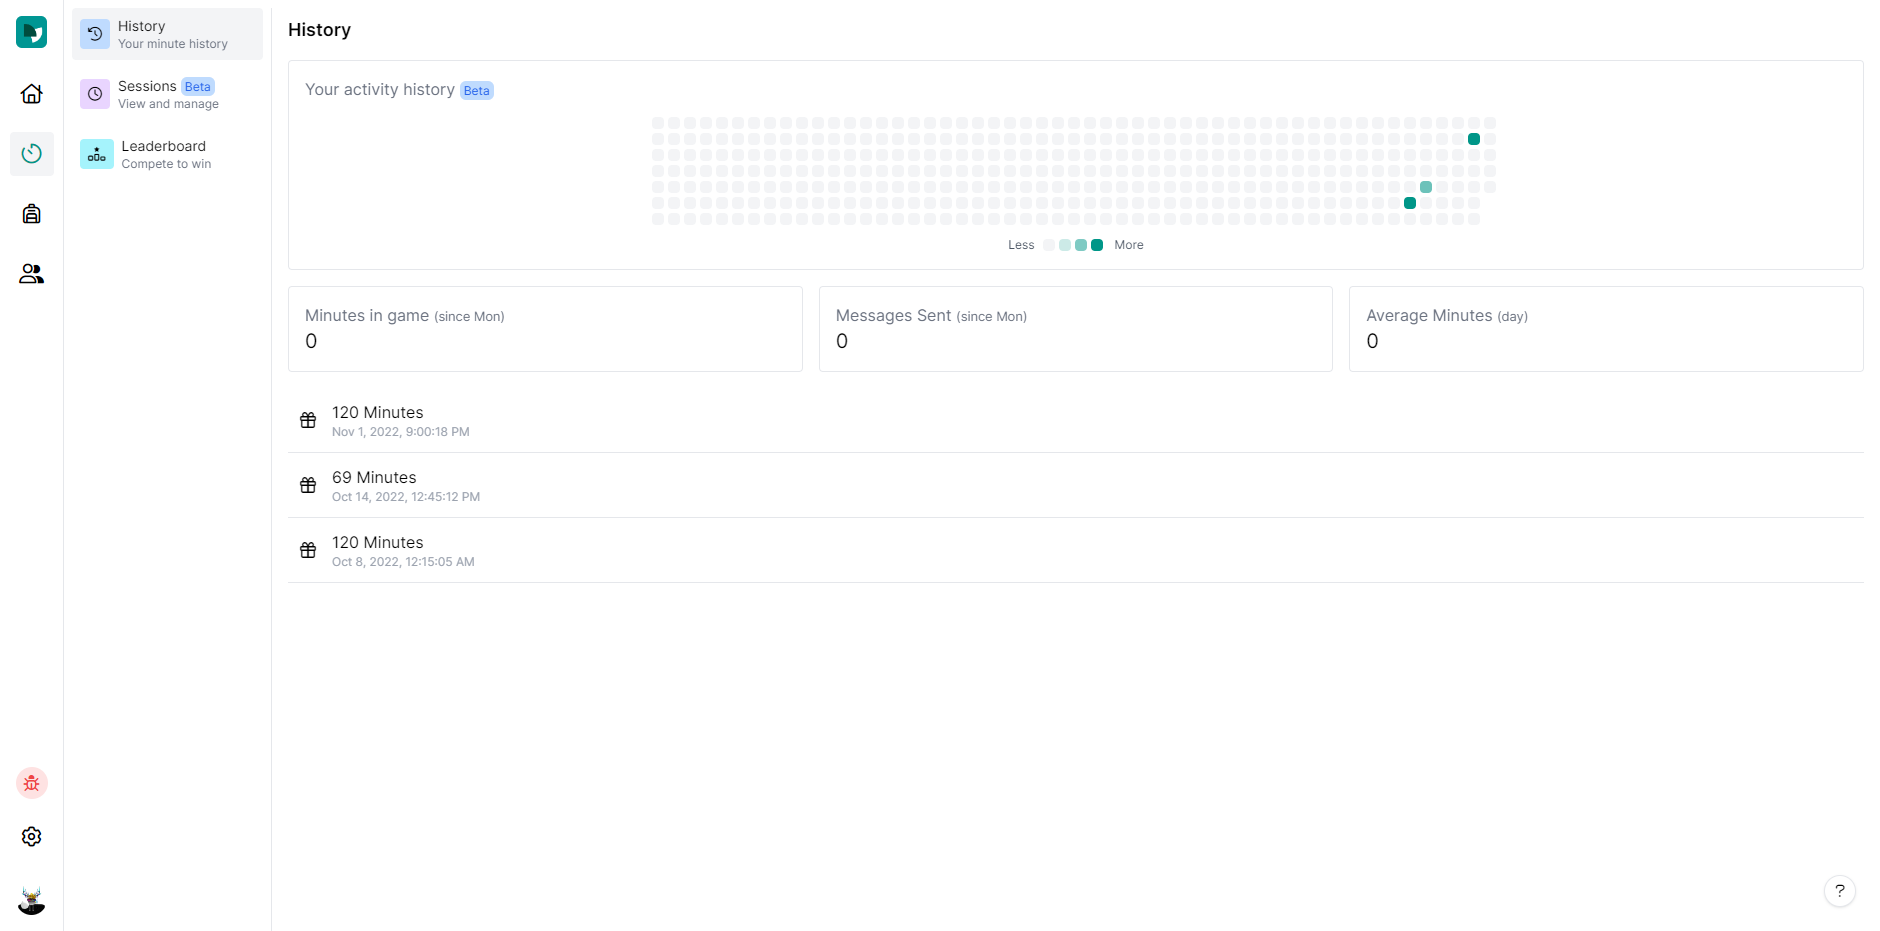 History
Your minute history
Sessions Beta
View and manage
Leaderboard
Compete to win
History
Your activity history Beta
Less More
Minutes in game (since Mon)
0
Messages Sent (since Mon)
0
Average Minutes (day)
0
120 Minutes
Nov 1, 2022, 9:00:18 PM
69 Minutes
Oct 14, 2022, 12:45:12 PM
120 Minutes
Oct 8, 2022, 12:15:05 AM
?